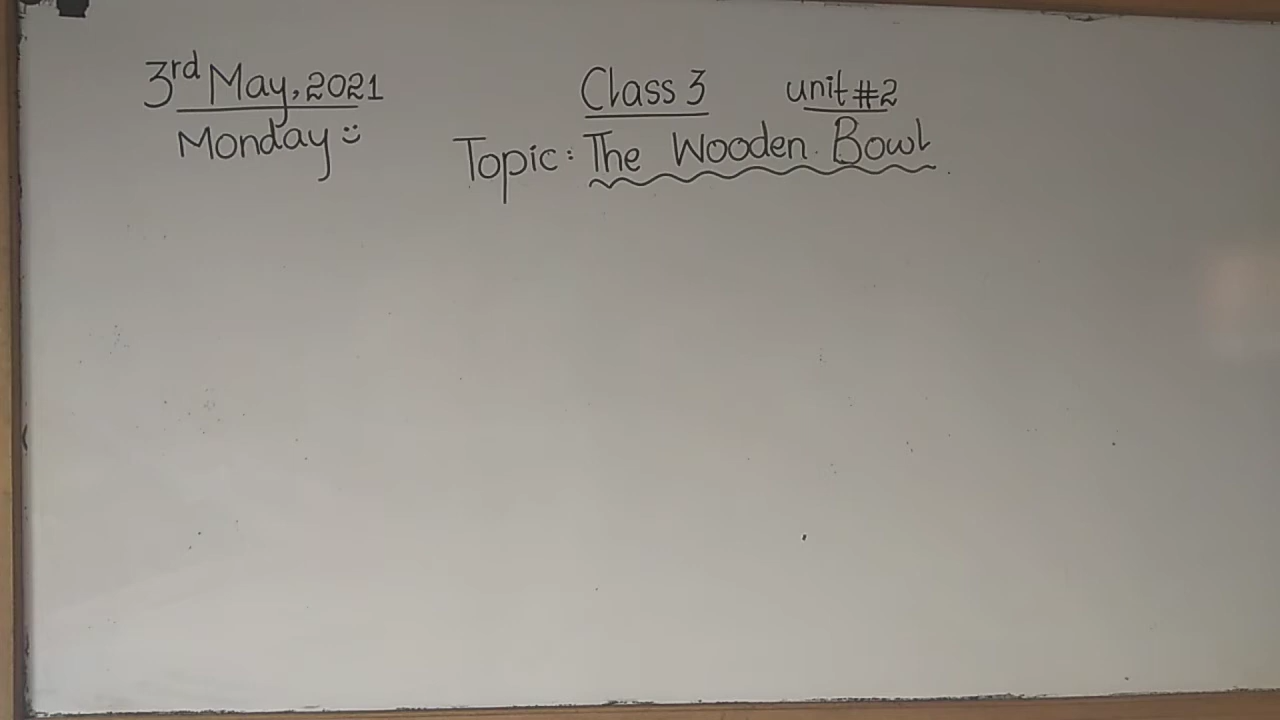 3rd May, 2021
Monday
Class 3
unit #2
Topic: The Wooden Bowl